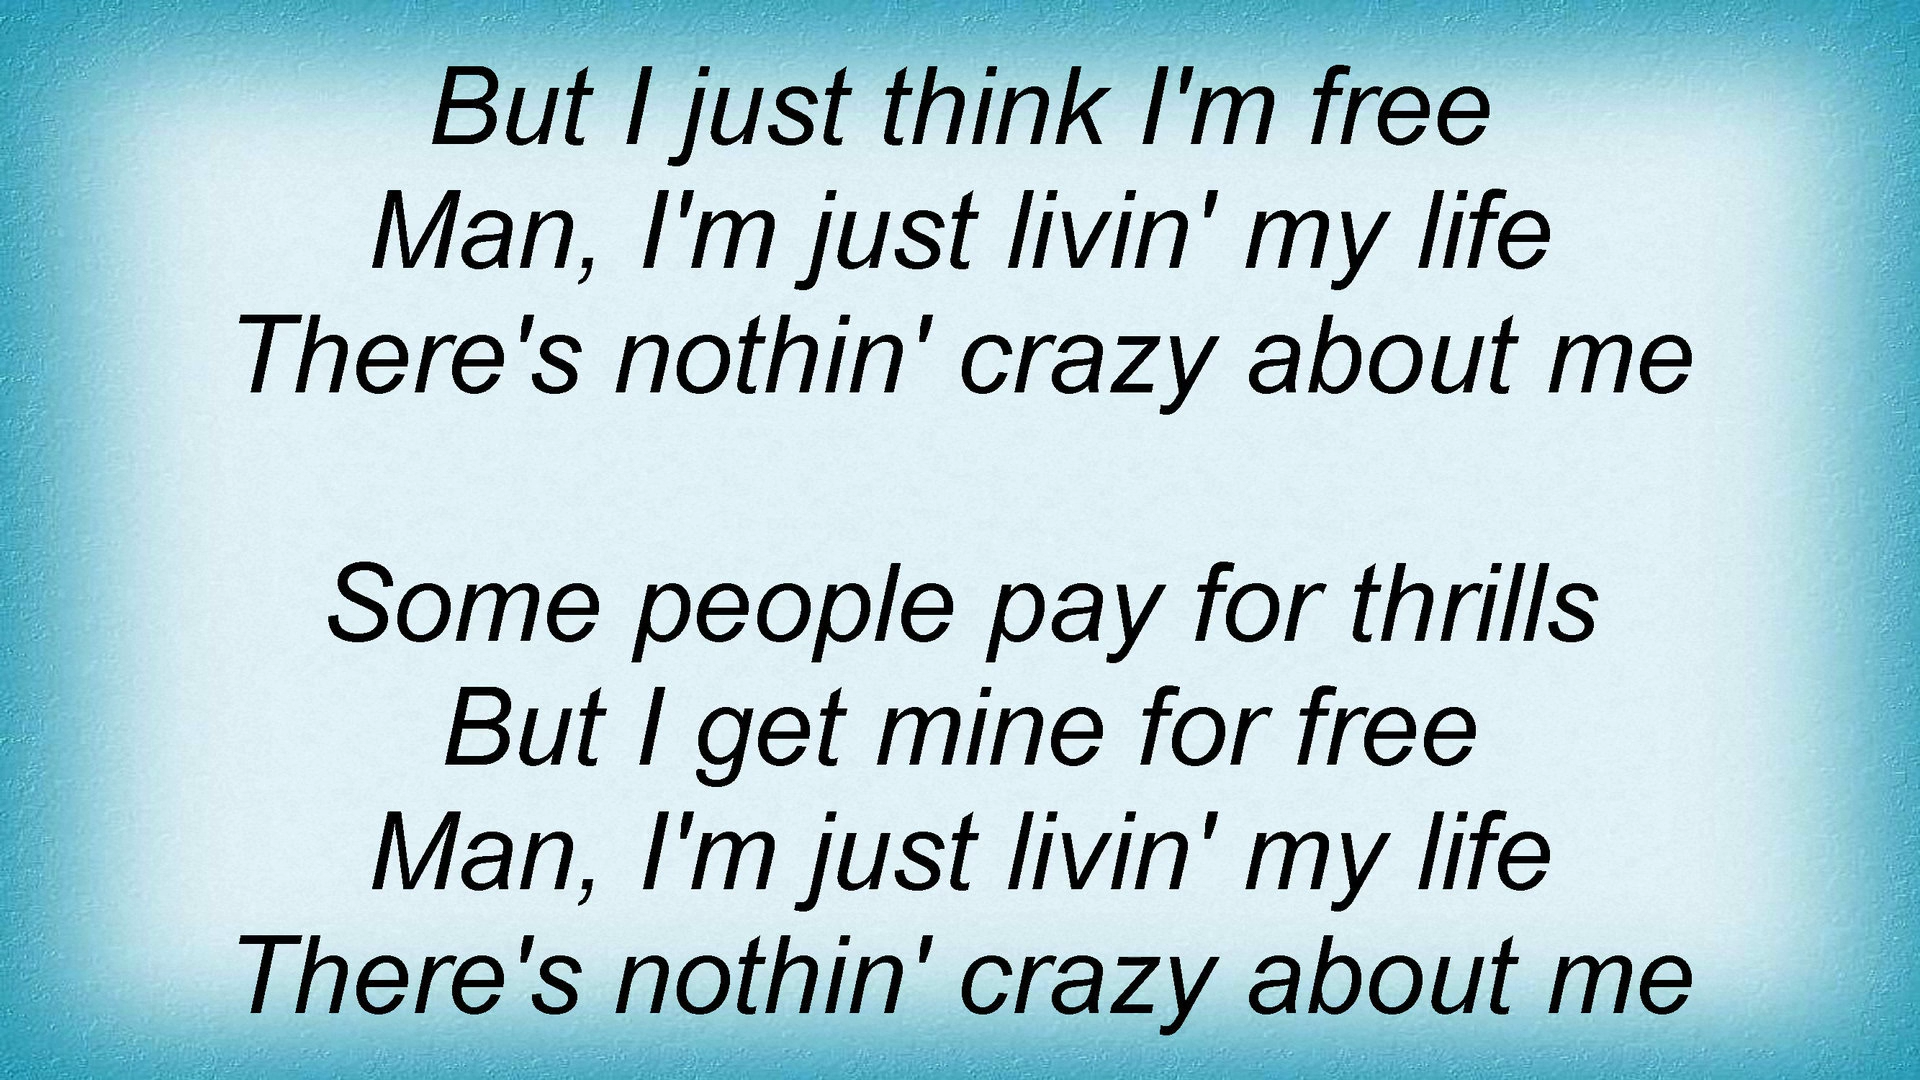 But I just think I'm free
Man, I'm just livin' my life
There's nothin' crazy about me
Some people pay for thrills
But I get mine for free
Man, I'm just livin' my life
There's nothin' crazy about me